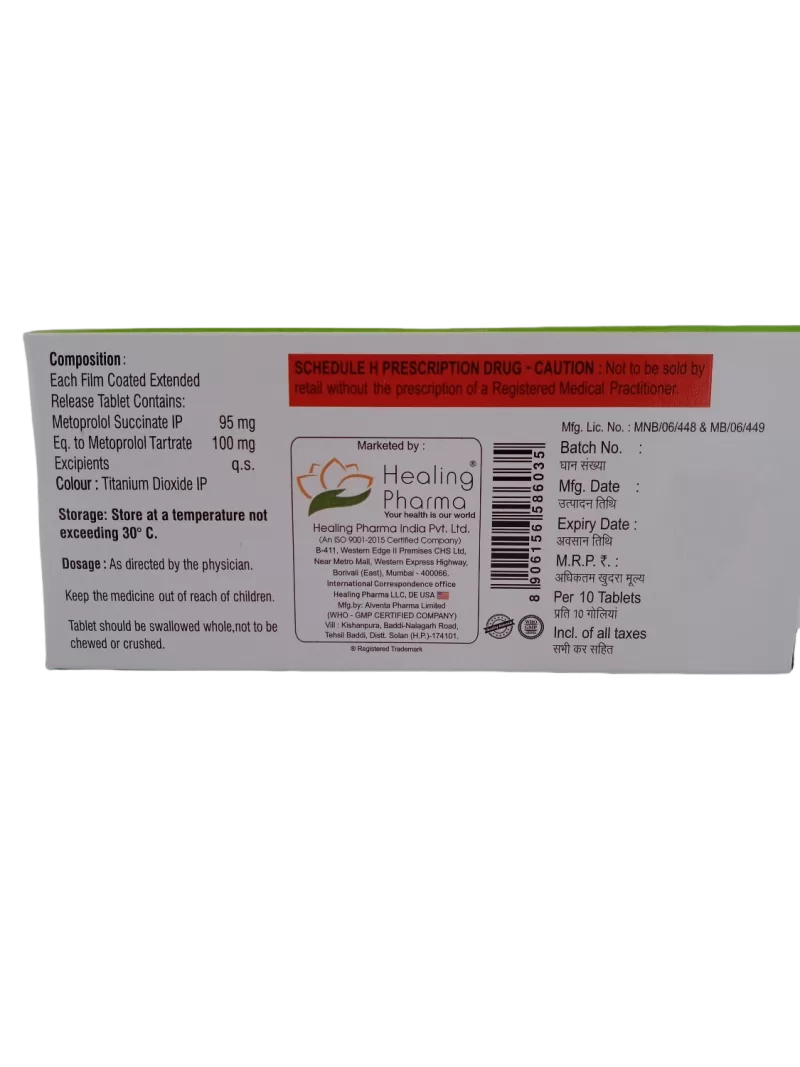 Composition :
Each Film Coated Extended
Release Tablet Contains:
Metoprolol Succinate IP 95 mg
Eq. to Metoprolol Tartrate 100 mg
Excipients q.s.
Colour : Titanium Dioxide IP
Storage: Store at a temperature not
exceeding 30° C.
Dosage : As directed by the physician.
Keep the medicine out of reach of children.
Tablet should be swallowed whole,not to be
chewed or crushed.
SCHEDULE H PRESCRIPTION DRUG - CAUTION : Not to be sold by
retail without the prescription of a Registered Medical Practitioner.
Marketed by :
Healing ®
Pharma
Your health is our world
Healing Pharma India Pvt. Ltd.
(An ISO 9001-2015 Certified Company)
B-411, Western Edge II Premises CHS Ltd,
Near Metro Mall, Western Express Highway,
Borivali (East), Mumbai - 400066.
International Correspondence office
Healing Pharma LLC, DE USA
Mfg.by: Alventa Pharma Limited
(WHO - GMP CERTIFIED COMPANY)
Vill : Kishanpura, Baddi-Nalagarh Road,
Tehsil Baddi, Distt. Solan (H.P.)-174101.
® Registered Trademark
8 906156 586035
WHO
GMP
Mfg. Lic. No. : MNB/06/448 & MB/06/449
Batch No. :
घान संख्या
Mfg. Date :
उत्पादन तिथि
Expiry Date :
अवसान तिथि
M.R.P. ₹. :
अधिकतम खुदरा मूल्य
Per 10 Tablets
प्रति 10 गोलियां
Incl. of all taxes
सभी कर सहित